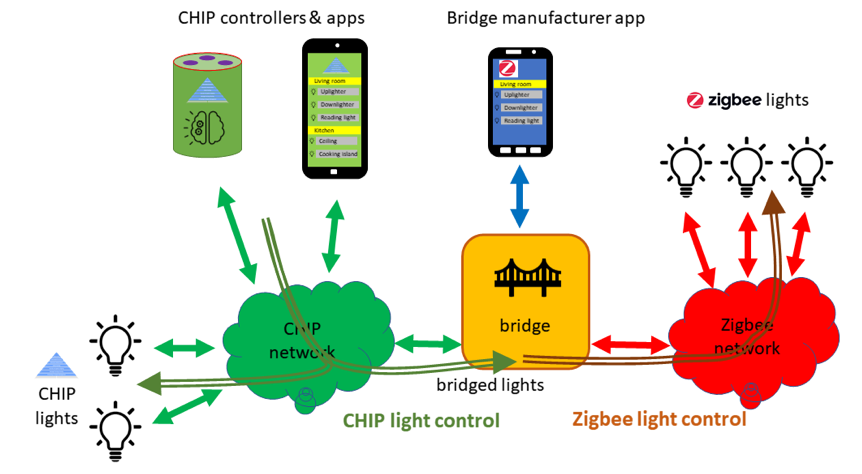 CHIP controllers & apps
Bridge manufacturer app
Living room
Uplighter
Downlighter
Reading light
Kitchen
Ceiling
Cooking island
Living room
Uplighter
Downlighter
Reading light
zigbee lights
CHIP
network
bridge
Zigbee
network
bridged lights
CHIP
lights
CHIP light control
Zigbee light control